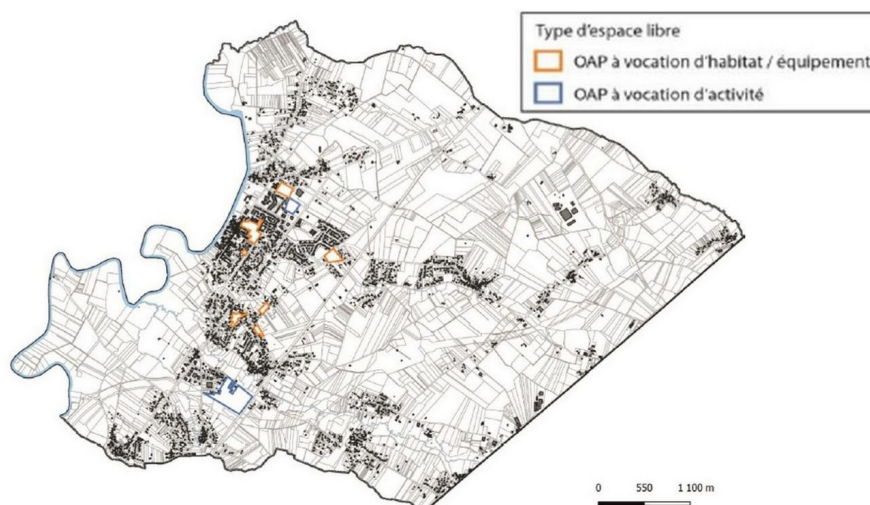 Type d'espace libre
OAP à vocation d'habitat / équipement
OAP à vocation d'activité
0 550 1 100 m